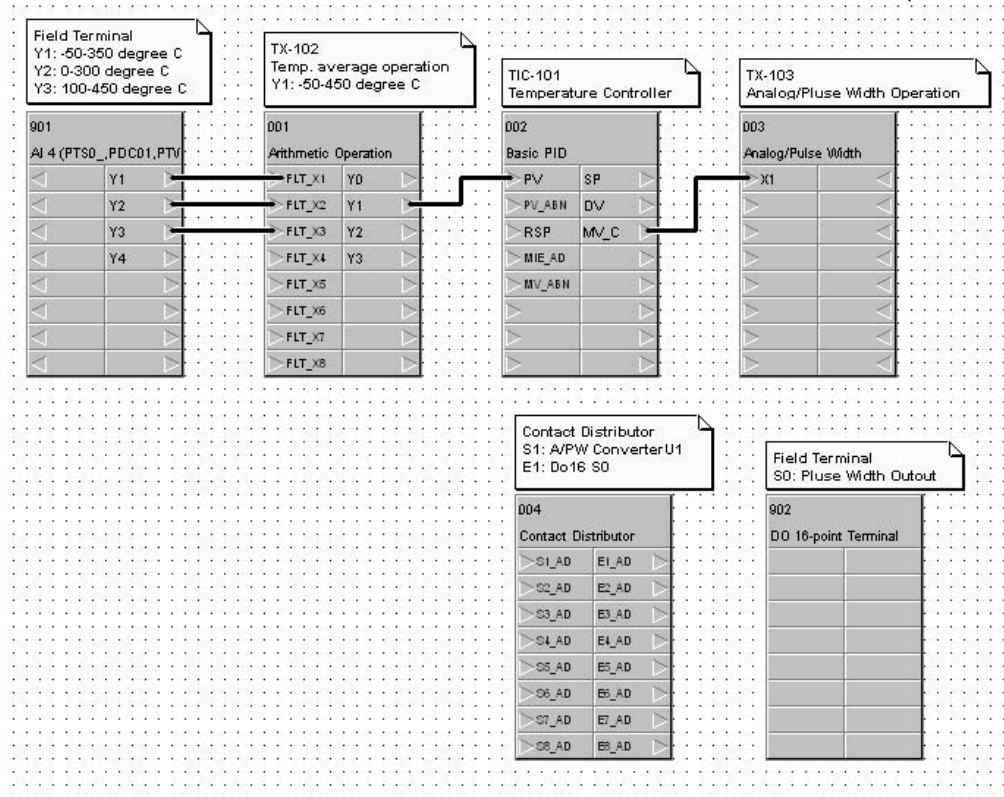 Field Terminal
Y1: -50-350 degree C
Y2: 0-300 degree C
Y3: 100-450 degree C
TX-102
Temp. average operation
Y1: -50-450 degree C
TIC-101
Temperature Controller
TX-103
Analog/Pluse Width Operation
901
AI 4 (PTS0_,PDC01,PTV
Y1
Y2
Y3
Y4
001
Arithmetic Operation
FLT_X1 Y0
FLT_X2 Y1
FLT_X3 Y2
FLT_X4 Y3
FLT_X5
FLT_X6
FLT_X7
FLT_X8
002
Basic PID
PV SP
PV_ABN DV
RSP MV_C
MIE_AD
MV_ABN
003
Analog/Pulse Width
X1
Contact Distributor
S1: A/PW Converter U1
E1: Do16 S0
Field Terminal
S0: Pluse Width Outout
004
Contact Distributor
S1_AD E1_AD
S2_AD E2_AD
S3_AD E3_AD
S4_AD E4_AD
S5_AD E5_AD
S6_AD E6_AD
S7_AD E7_AD
S8_AD E8_AD
902
DO 16-point Terminal